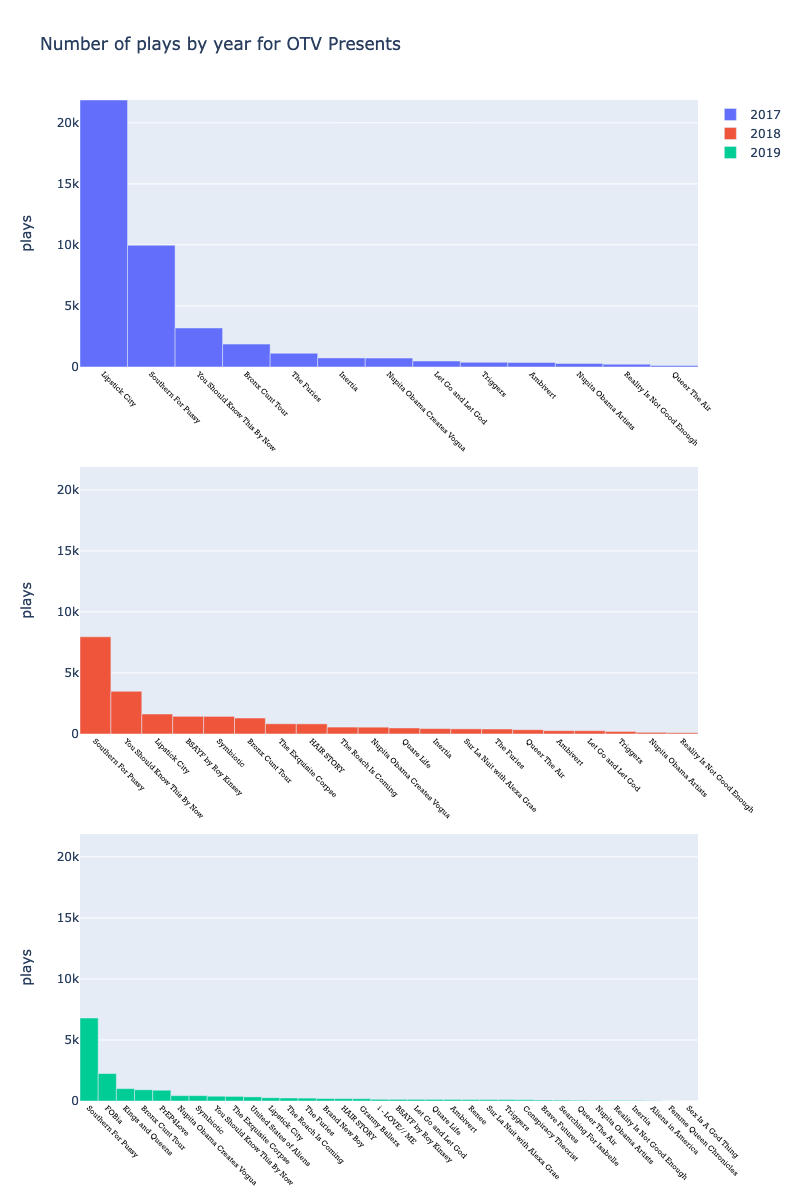 Number of plays by year for OTV Presents
2017
2018
2019
plays
20k
15k
10k
5k
0
Lipstick City
Southern For Pussy
You Should Know This By Now
Bronx Cunt Tour
The Furies
Inertia
Nupita Obama Creates Vogua
Let Go and Let God
Triggers
Ambivert
Nupita Obama Artists
Reality Is Not Good Enough
Queer The Air
plays
20k
15k
10k
5k
0
Southern For Pussy
You Should Know This By Now
Lipstick City
BSAYF by Roy Kinsey
Symbiotic
Bronx Cunt Tour
The Exquisite Corpse
HAIR STORY
The Roach Is Coming
Nupita Obama Creates Vogua
Quare Life
Inertia
Sur La Nuit with Alexa Grae
The Furies
Queer The Air
Ambivert
Let Go and Let God
Triggers
Nupita Obama Artists
Reality Is Not Good Enough
plays
20k
15k
10k
5k
0
Southern For Pussy
FOBia
Kings and Queens
Bronx Cunt Tour
PrEP4Love
Nupita Obama Creates Vogua
Symbiotic
You Should Know This By Now
The Exquisite Corpse
United States of Aliens
Lipstick City
The Roach Is Coming
The Furies
Brand New Boy
HAIR STORY
Granny Ballers
i - LOVE// ME
BSAYF by Roy Kinsey
Let Go and Let God
Quare Life
Ambivert
Renee
Sur La Nuit with Alexa Grae
Triggers
Conspiracy Theorist
Brave Futures
Searching For Isabelle
Queer The Air
Nupita Obama Artists
Reality Is Not Good Enough
Inertia
Aliens in America
Femme Queen Chronicles
Sex Is A God Thing